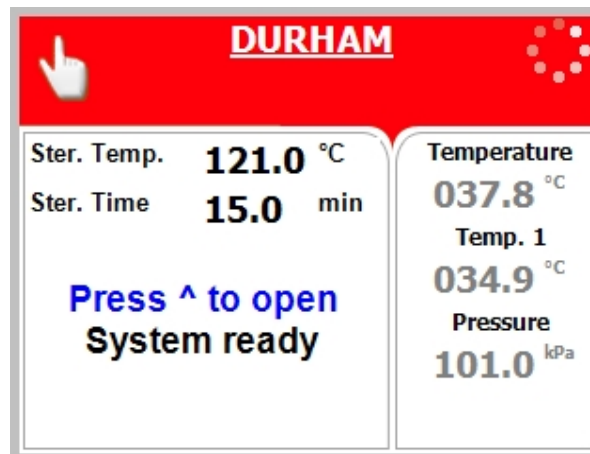 DURHAM
Ster. Temp. 121.0 °C
Ster. Time 15.0 min
Press ^ to open
System ready
Temperature
037.8 °C
Temp. 1
034.9 °C
Pressure
101.0 kPa